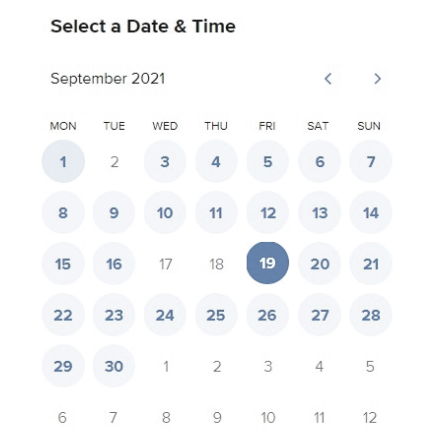 Select a Date & Time
September 2021
MON TUE WED THU FRI SAT SUN
1 2 3 4 5 6 7
8 9 10 11 12 13 14
15 16 17 18 19 20 21
22 23 24 25 26 27 28
29 30 1 2 3 4 5
6 7 8 9 10 11 12